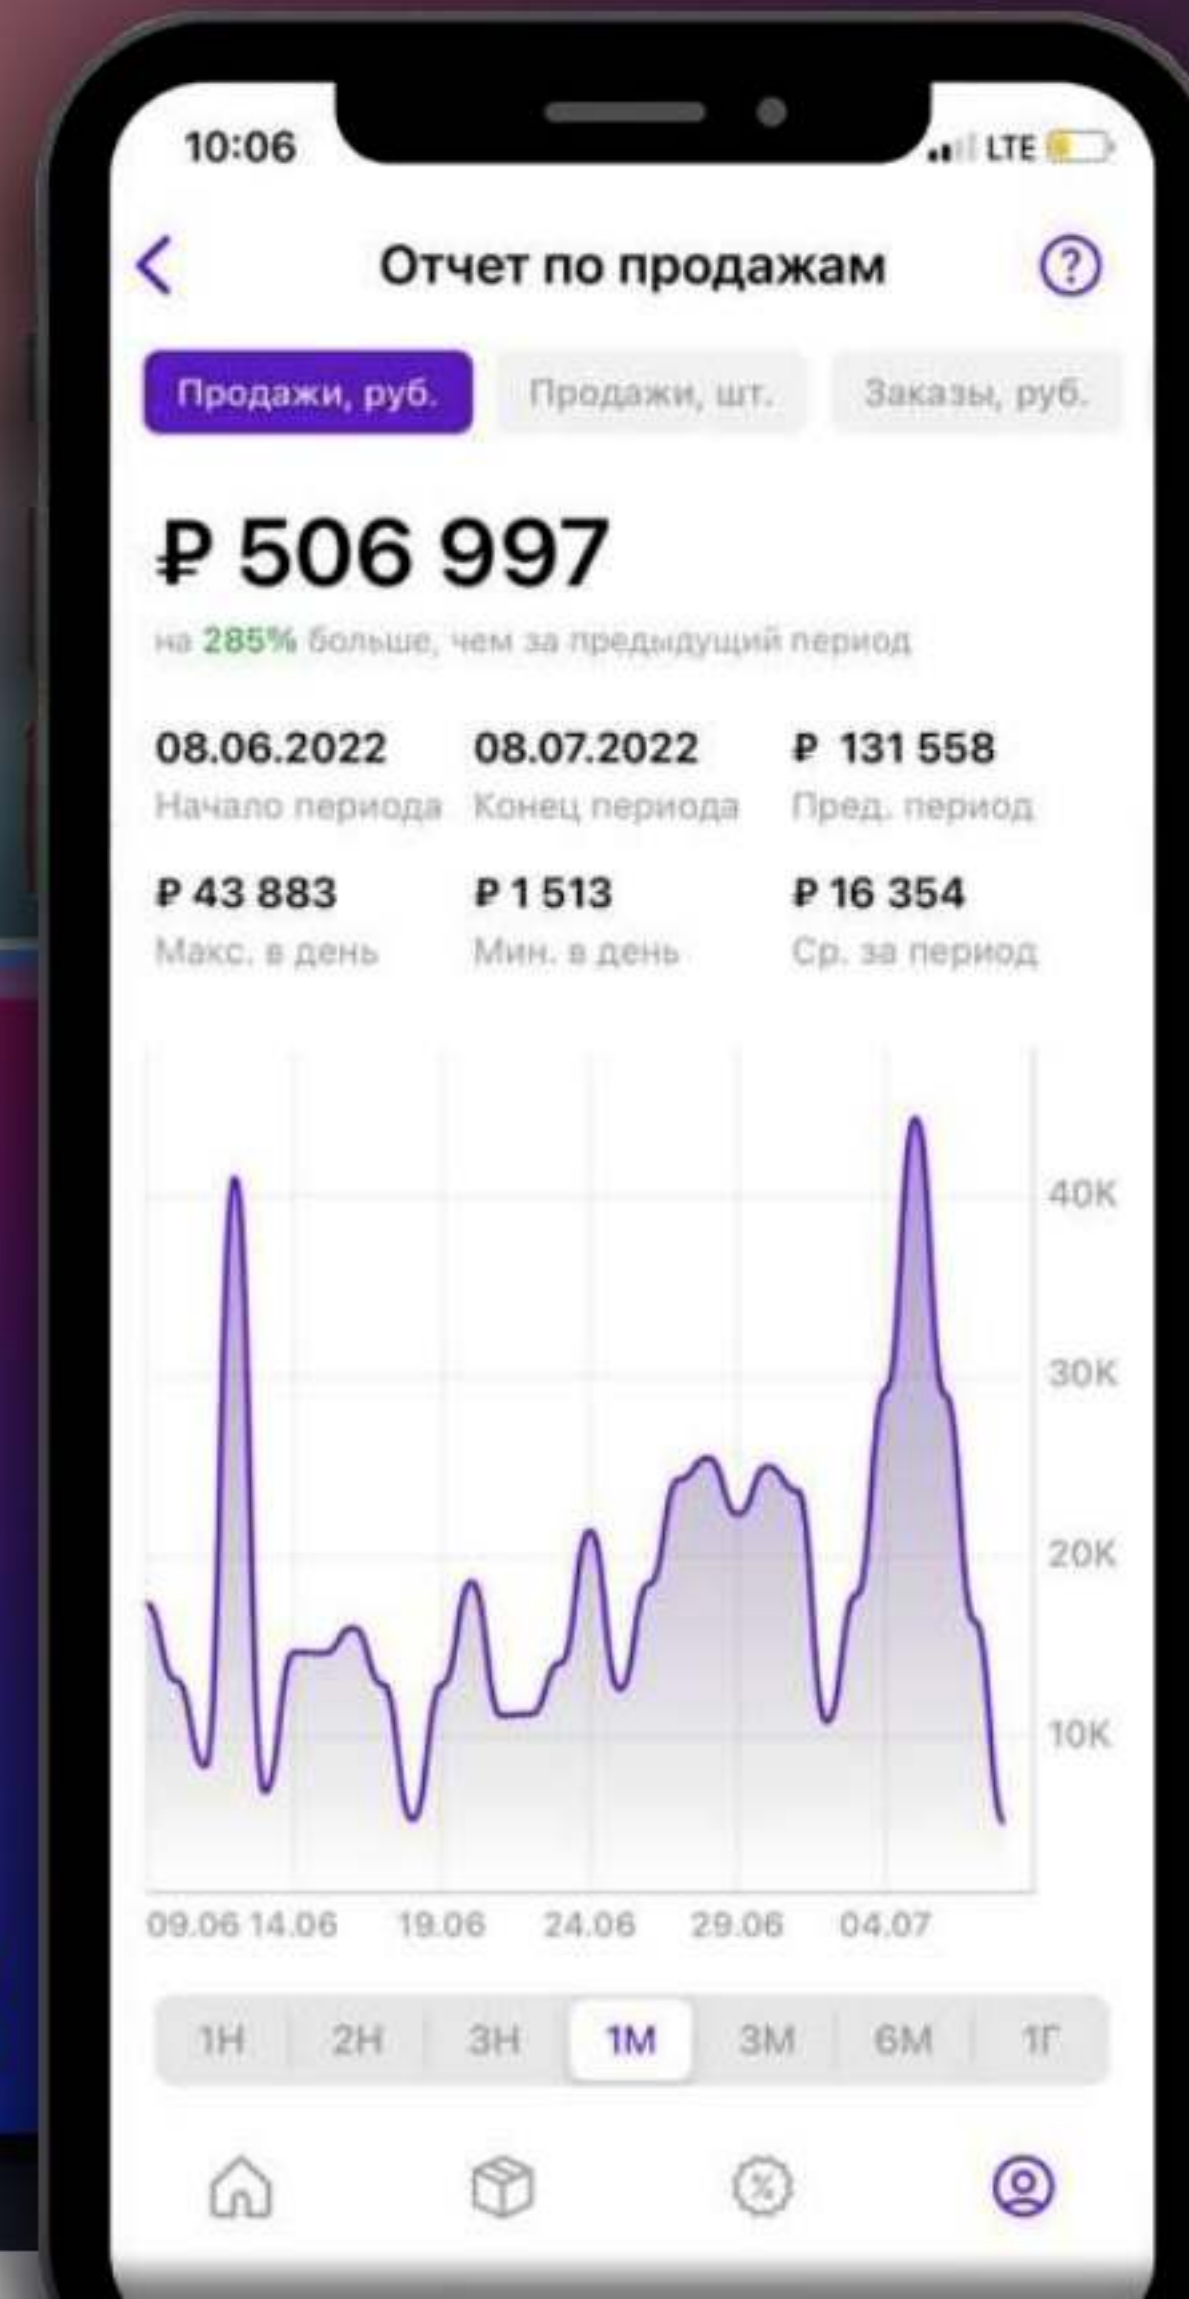 10:06 LTE
Отчет по продажам ?
Продажи, руб. Продажи, шт. Заказы, руб.
₽ 506 997
на 285% больше, чем за предыдущий период
08.06.2022 08.07.2022 ₽ 131 558
Начало периода Конец периода Пред. период
₽ 43 883 ₽ 1 513 ₽ 16 354
Макс. в день Мин. в день Ср. за период
40K
30K
20K
10K
09.06 14.06 19.06 24.06 29.06 04.07
1Н 2Н 3Н 1М 3М 6М 1Г
%